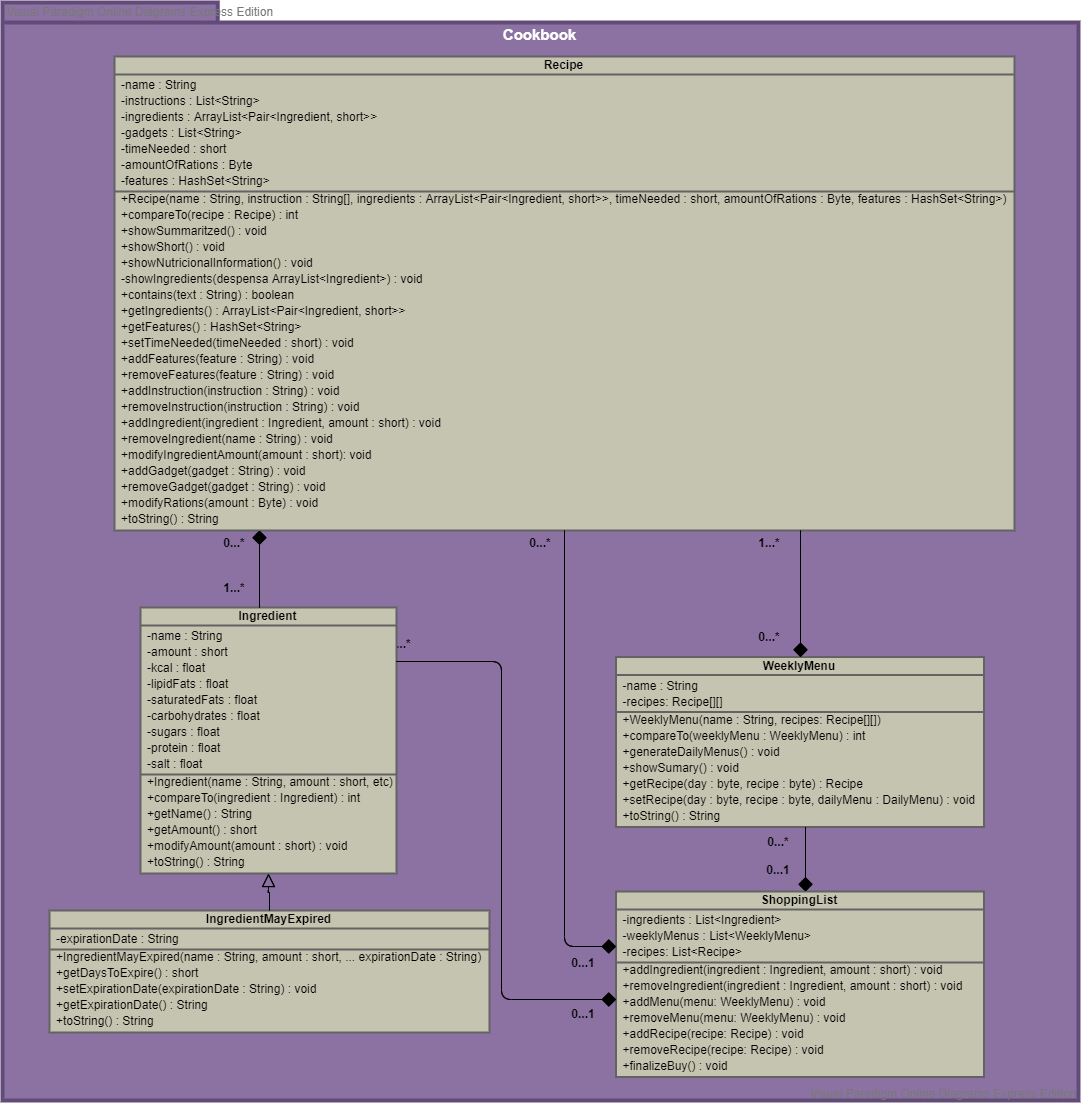 Visual Paradigm Online Diagrams Express Edition
Cookbook
Recipe
-name : String
-instructions : List<String>
-ingredients : ArrayList<Pair<Ingredient, short>>
-gadgets : List<String>
-timeNeeded : short
-amountOfRations : Byte
-features : HashSet<String>
+Recipe(name : String, instruction : String[], ingredients : ArrayList<Pair<Ingredient, short>>, timeNeeded : short, amountOfRations : Byte, features : HashSet<String>)
+compareTo(recipe : Recipe) : int
+showSummaritzed() : void
+showShort() : void
+showNutricionalInformation() : void
-showIngredients(despensa ArrayList<Ingredient>) : void
+contains(text : String) : boolean
+getIngredients() : ArrayList<Pair<Ingredient, short>>
+getFeatures() : HashSet<String>
+setTimeNeeded(timeNeeded : short) : void
+addFeatures(feature : String) : void
+removeFeatures(feature : String) : void
+addInstruction(instruction : String) : void
+removeInstruction(instruction : String) : void
+addIngredient(ingredient : Ingredient, amount : short) : void
+removeIngredient(name : String) : void
+modifyIngredientAmount(amount : short): void
+addGadget(gadget : String) : void
+removeGadget(gadget : String) : void
+modifyRations(amount : Byte) : void
+toString() : String
0...*
0...*
1...*
1...*
Ingredient
-name : String
-amount : short
-kcal : float
-lipidFats : float
-saturatedFats : float
-carbohydrates : float
-sugars : float
-protein : float
-salt : float
+Ingredient(name : String, amount : short, etc)
+compareTo(ingredient : Ingredient) : int
+getName() : String
+getAmount() : short
+modifyAmount(amount : short) : void
+toString() : String
...*
0...*
WeeklyMenu
-name : String
-recipes: Recipe[][]
+WeeklyMenu(name : String, recipes: Recipe[][])
+compareTo(weeklyMenu : WeeklyMenu) : int
+generateDailyMenus() : void
+showSumary() : void
+getRecipe(day : byte, recipe : byte) : Recipe
+setRecipe(day : byte, recipe : byte, dailyMenu : DailyMenu) : void
+toString() : String
0...*
0...1
IngredientMayExpired
-expirationDate : String
+IngredientMayExpired(name : String, amount : short, ... expirationDate : String)
+getDaysToExpire() : short
+setExpirationDate(expirationDate : String) : void
+getExpirationDate() : String
+toString() : String
ShoppingList
-ingredients : List<Ingredient>
-weeklyMenus : List<WeeklyMenu>
-recipes: List<Recipe>
+addIngredient(ingredient : Ingredient, amount : short) : void
+removeIngredient(ingredient : Ingredient, amount : short) : void
+addMenu(menu: WeeklyMenu) : void
+removeMenu(menu: WeeklyMenu) : void
+addRecipe(recipe: Recipe) : void
+removeRecipe(recipe: Recipe) : void
+finalizeBuy() : void
0...1
0...1
Visual Paradigm Online Diagrams Express Edition